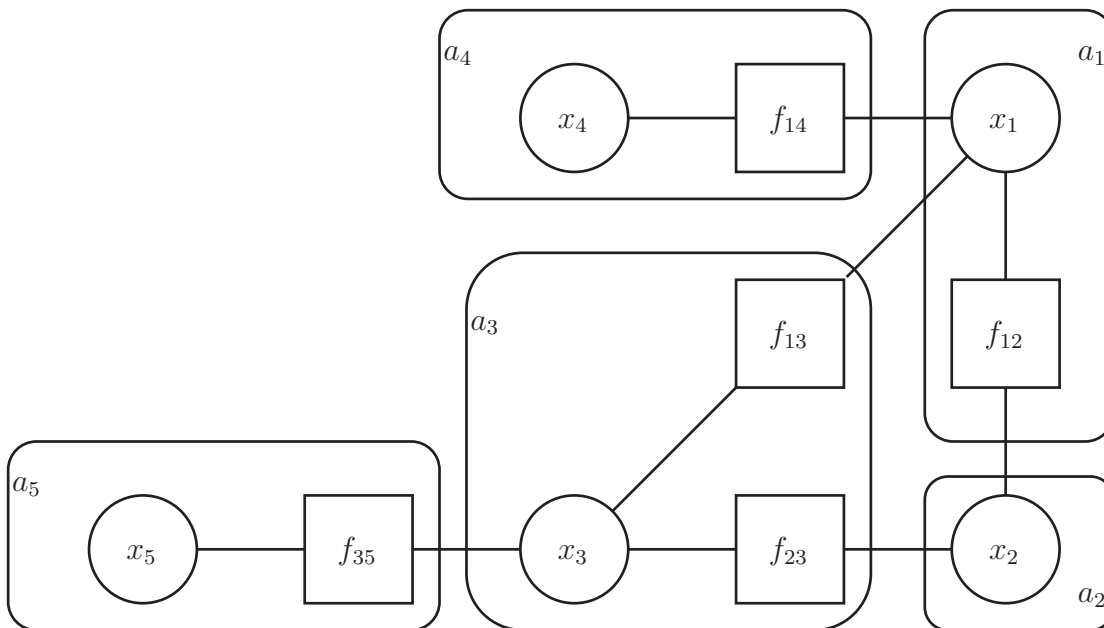 a₄ a₁
x₄ f₁₄ x₁
a₃ f₁₃ f₁₂
a₅
x₅ f₃₅ x₃ f₂₃ x₂
a₂